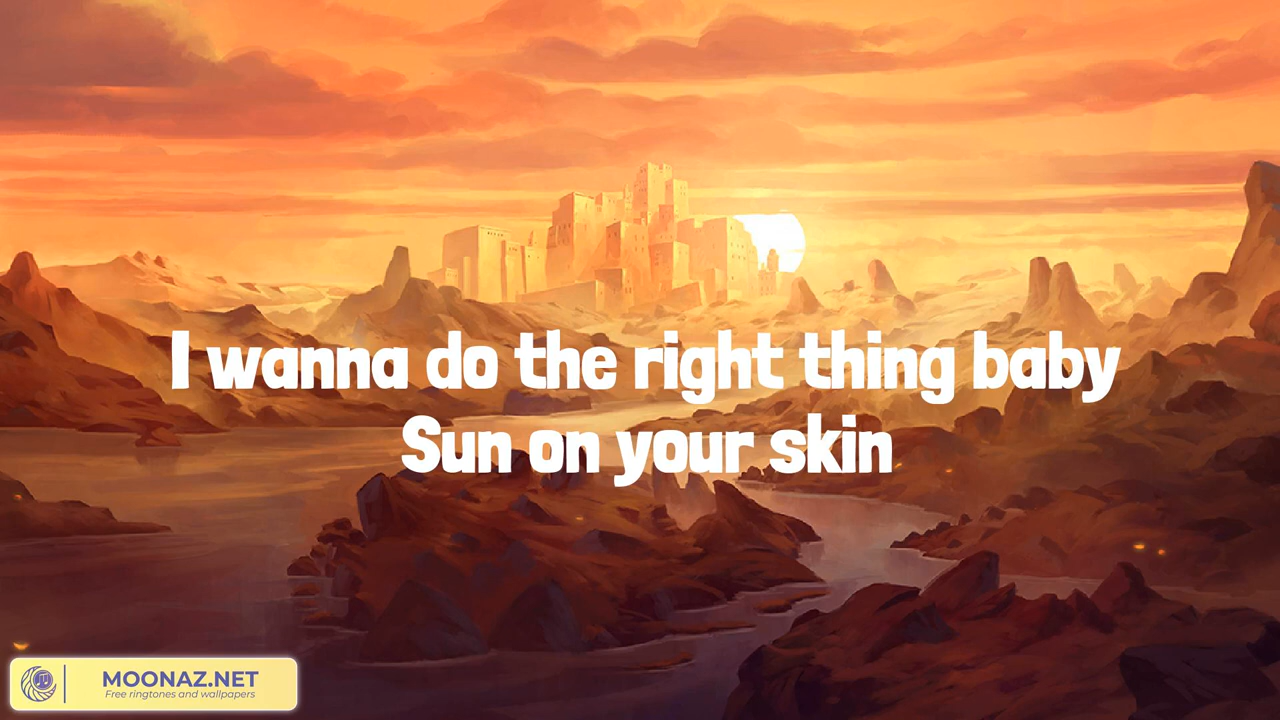 I wanna do the right thing baby
Sun on your skin
MOONAZ.NET
Free ringtones and wallpapers